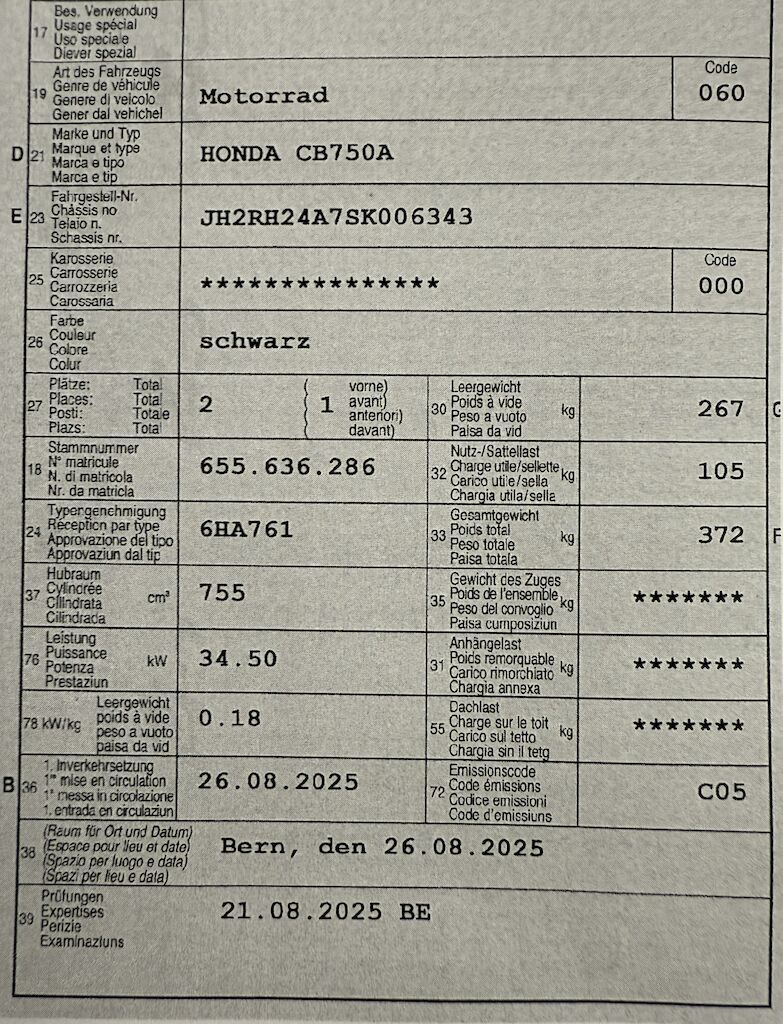 17 Bes. Verwendung
Usage spécial
Uso speciale
Diever spezial
19 Art des Fahrzeugs
Genre de véhicule
Genere di veicolo
Gener dal vehichel
Motorrad
Code
060
D 21 Marke und Typ
Marque et type
Marca e tipo
Marca e tip
HONDA CB750A
E 23 Fahrgestell-Nr.
Châssis no
Telaio n.
Schassis nr.
JH2RH24A7SK006343
25 Karosserie
Carrosserie
Carrozzeria
Carossaria
***************
Code
000
26 Farbe
Couleur
Colore
Colur
schwarz
27 Plätze: Total
Places: Total
Posti: Totale
Plazs: Total
2
( 1 vorne)
( avant)
( anteriori)
( davant)
30 Leergewicht
Poids à vide
Peso a vuoto kg
Paisa da vid
267
18 Stammnummer
N° matricule
N. di matricola
Nr. da matricla
655.636.286
32 Nutz-/Sattellast
Charge utile/sellette kg
Carico utile/sella
Chargia utila/sella
105
24 Typengenehmigung
Réception par type
Approvazione del tipo
Approvaziun dal tip
6HA761
33 Gesamtgewicht
Poids total
Peso totale kg
Paisa totala
372 F
37 Hubraum
Cylindrée
Cilindrata cm³
Cilindrada
755
35 Gewicht des Zuges
Poids de l'ensemble
Peso del convoglio kg
Paisa cumposiziun
*******
76 Leistung
Puissance
Potenza kW
Prestaziun
34.50
31 Anhängelast
Poids remorquable
Carico rimorchiato kg
Chargia annexa
*******
78 kW/kg Leergewicht
poids à vide
peso a vuoto
paisa da vid
0.18
55 Dachlast
Charge sur le toit
Carico sul tetto kg
Chargia sin il tetg
*******
B 36 1. Inverkehrsetzung
1re mise en circulation
1a messa in circolazione
1. entrada en circulaziun
26.08.2025
72 Emissionscode
Code émissions
Codice emissioni
Code d'emissiuns
C05
38 (Raum für Ort und Datum)
(Espace pour lieu et date)
(Spazio per luogo e data)
(Spazi per lieu e data)
Bern, den 26.08.2025
39 Prüfungen
Expertises
Perizie
Examinaziuns
21.08.2025 BE